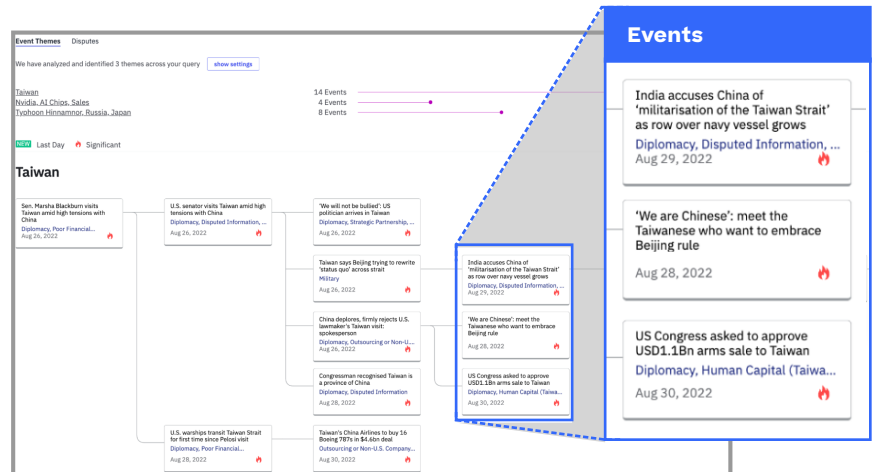 Event Themes Disputes
We have analyzed and identified 3 themes across your query show settings
Taiwan 14 Events
Nvidia, AI Chips, Sales 4 Events
Typhoon Hinnamnor, Russia, Japan 8 Events
NEW Last Day Significant
Taiwan
Sen. Marsha Blackburn visits
Taiwan amid high tensions with
China
Diplomacy, Poor Financial...
Aug 26, 2022
U.S. senator visits Taiwan amid high
tensions with China
Diplomacy, Disputed Information, ...
Aug 26, 2022
'We will not be bullied': US
politician arrives in Taiwan
Diplomacy, Strategic Partnership, ...
Aug 26, 2022
Taiwan says Beijing trying to rewrite
'status quo' across strait
Military
Aug 26, 2022
India accuses China of
'militarisation of the Taiwan Strait'
as row over navy vessel grows
Diplomacy, Disputed Information, ...
Aug 29, 2022
China deplores, firmly rejects U.S.
lawmaker's Taiwan visit:
spokesperson
Diplomacy, Outsourcing or Non-U....
Aug 26, 2022
'We are Chinese': meet the
Taiwanese who want to embrace
Beijing rule
Aug 28, 2022
Congressman recognised Taiwan is
a province of China
Diplomacy, Disputed Information
Aug 28, 2022
US Congress asked to approve
USD1.1Bn arms sale to Taiwan
Diplomacy, Human Capital (Taiwa...
Aug 30, 2022
U.S. warships transit Taiwan Strait
for first time since Pelosi visit
Diplomacy, Poor Financial...
Aug 28, 2022
Taiwan's China Airlines to buy 16
Boeing 787s in $4.6bn deal
Outsourcing or Non-U.S. Company...
Aug 30, 2022
Events
India accuses China of
'militarisation of the Taiwan Strait'
as row over navy vessel grows
Diplomacy, Disputed Information, ...
Aug 29, 2022
'We are Chinese': meet the
Taiwanese who want to embrace
Beijing rule
Aug 28, 2022
US Congress asked to approve
USD1.1Bn arms sale to Taiwan
Diplomacy, Human Capital (Taiwa...
Aug 30, 2022